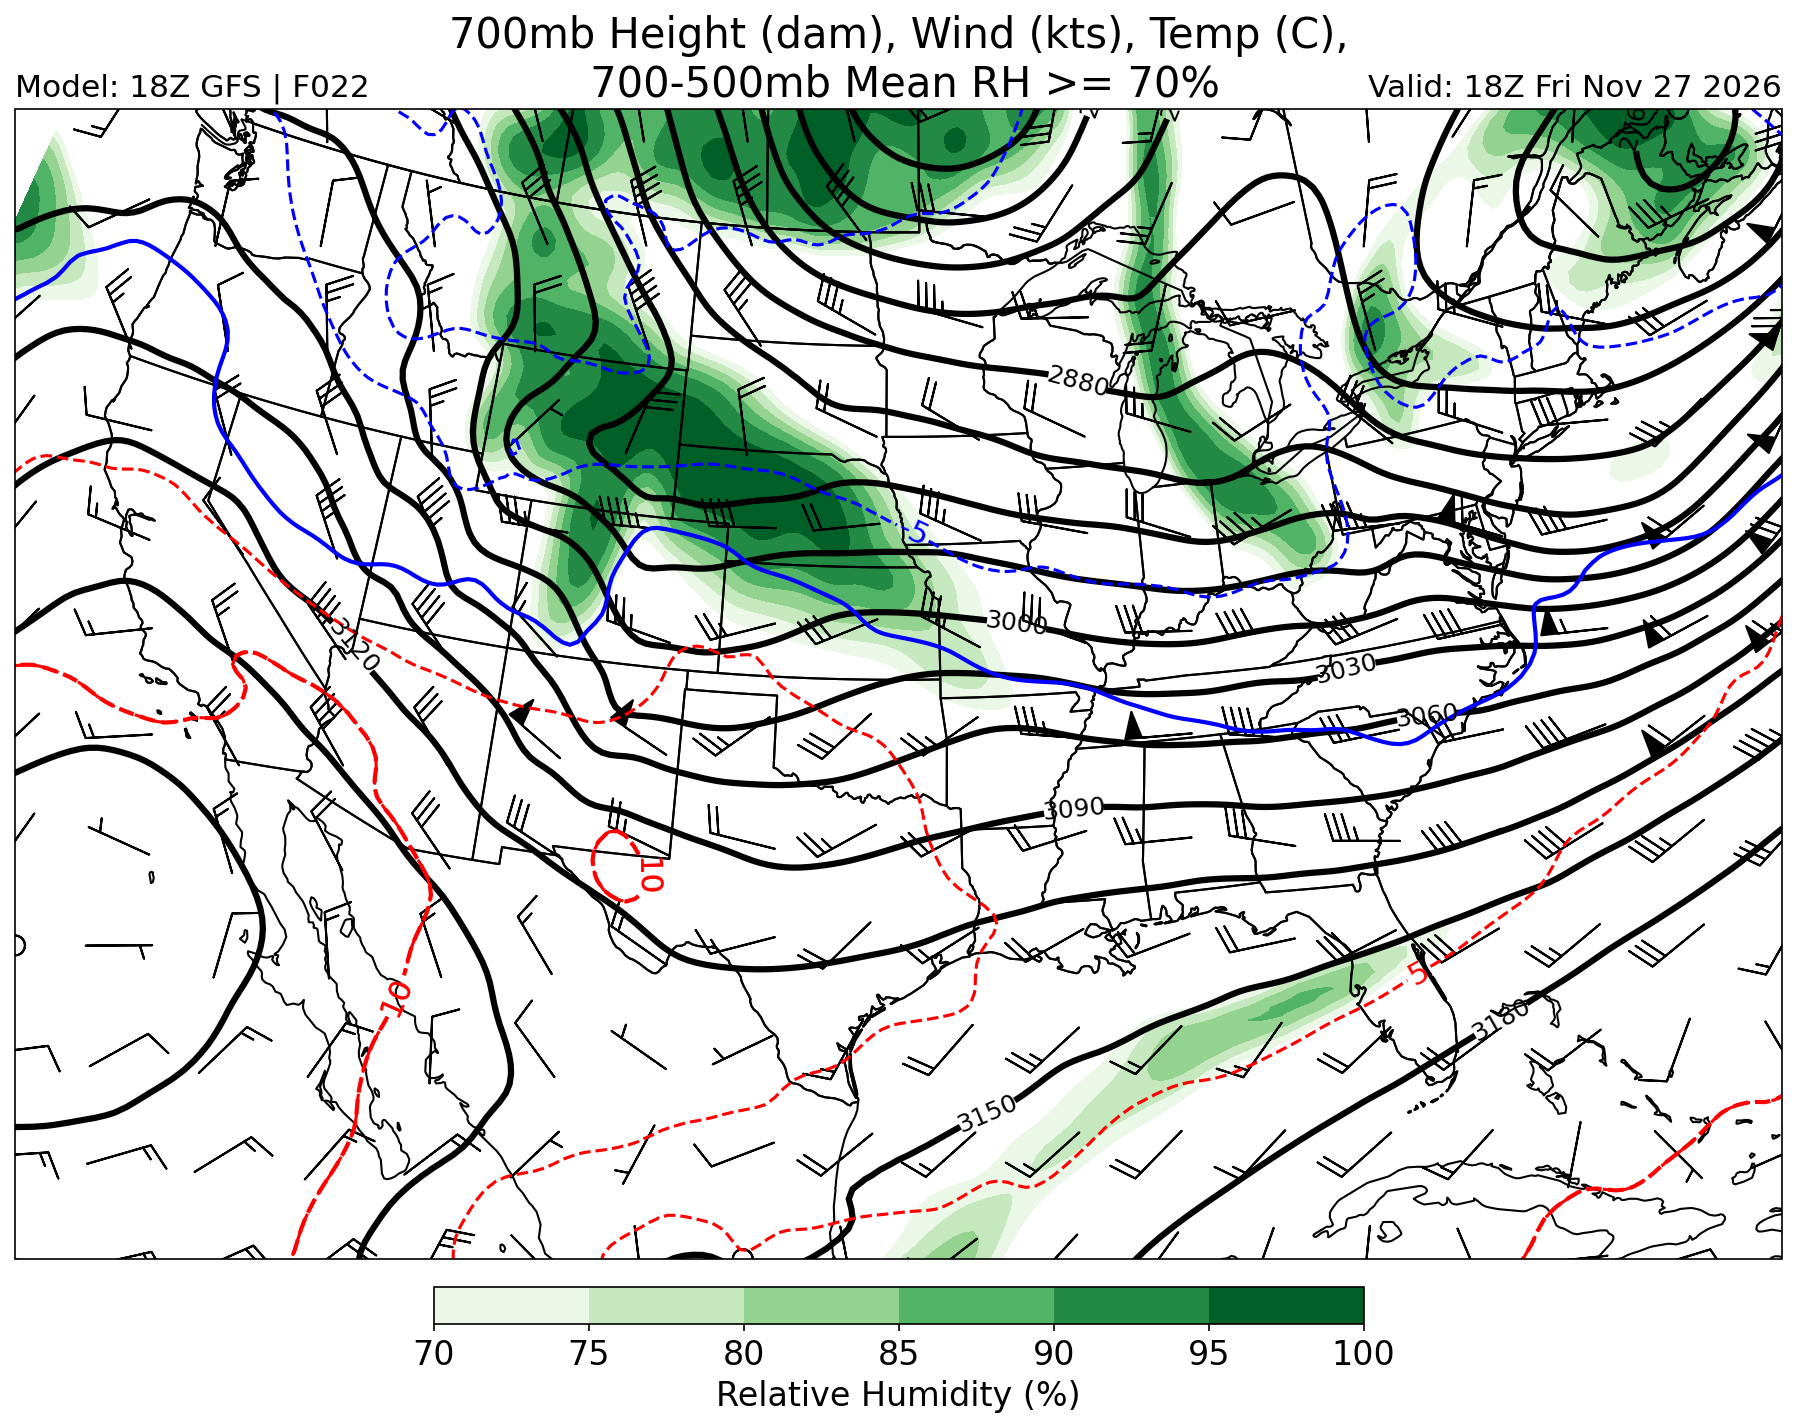 700mb Height (dam), Wind (kts), Temp (C),
Model: 18Z GFS | F022
700-500mb Mean RH >= 70%
Valid: 18Z Fri Nov 27 2026
2880
5
3000
3120
3030
3060
3090
10
10
5
3180
3150
70 75 80 85 90 95 100
Relative Humidity (%)